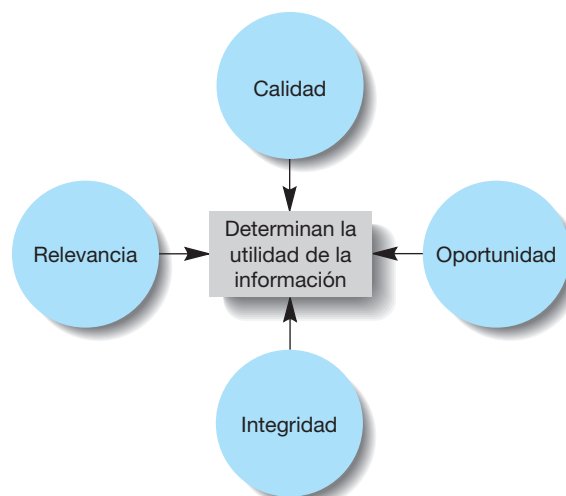 Calidad
Relevancia
Determinan la
utilidad de la
información
Oportunidad
Integridad